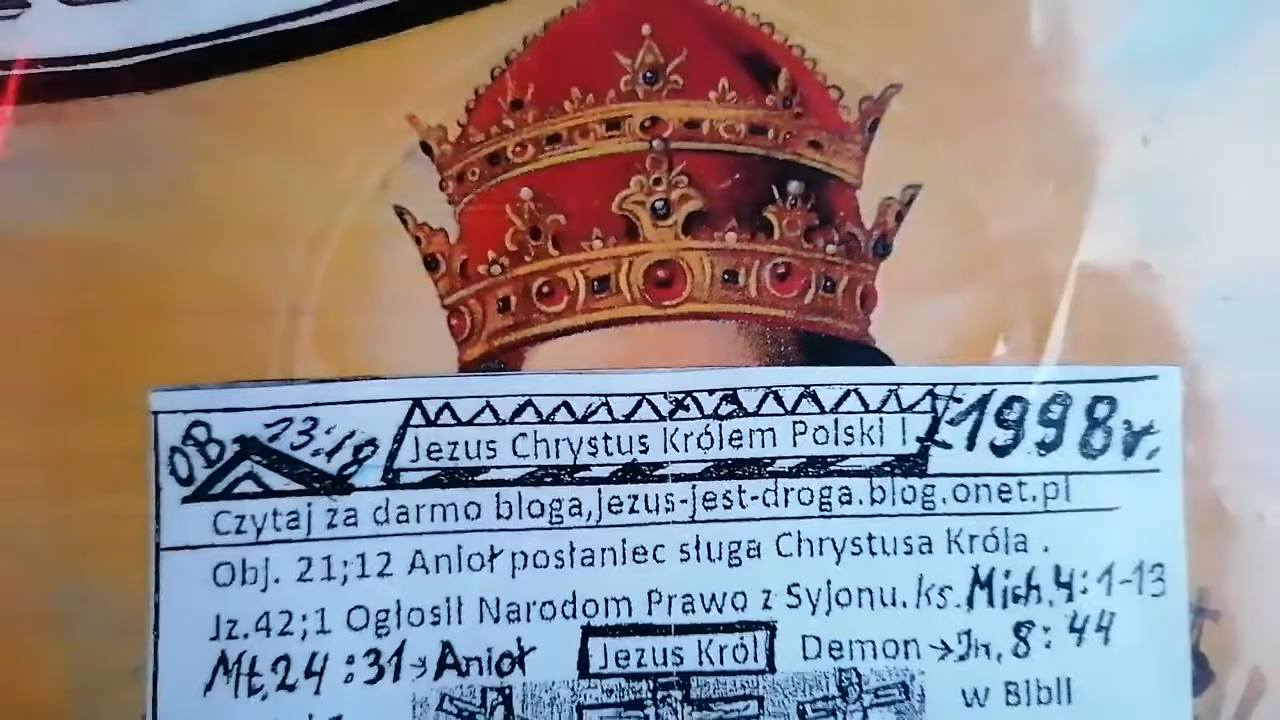 OB 13:18 Jezus Chrystus Królem Polski ! 1998r.
Czytaj za darmo bloga,Jezus-jest-droga.blog.onet.pl
Obj. 21;12 Anioł posłaniec sługa Chrystusa Króla .
Jz.42;1 Ogłosił Narodom Prawo z Syjonu. ks. Mich. 4:1-13
Mt. 24:31→Anioł Jezus Król Demon→Jn, 8:44
w Biblii